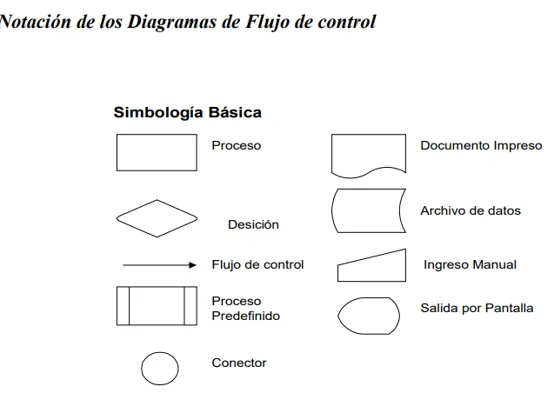 Notación de los Diagramas de Flujo de control
Simbología Básica
Proceso
Desición
Flujo de control
Proceso
Predefinido
Conector
Documento Impreso
Archivo de datos
Ingreso Manual
Salida por Pantalla